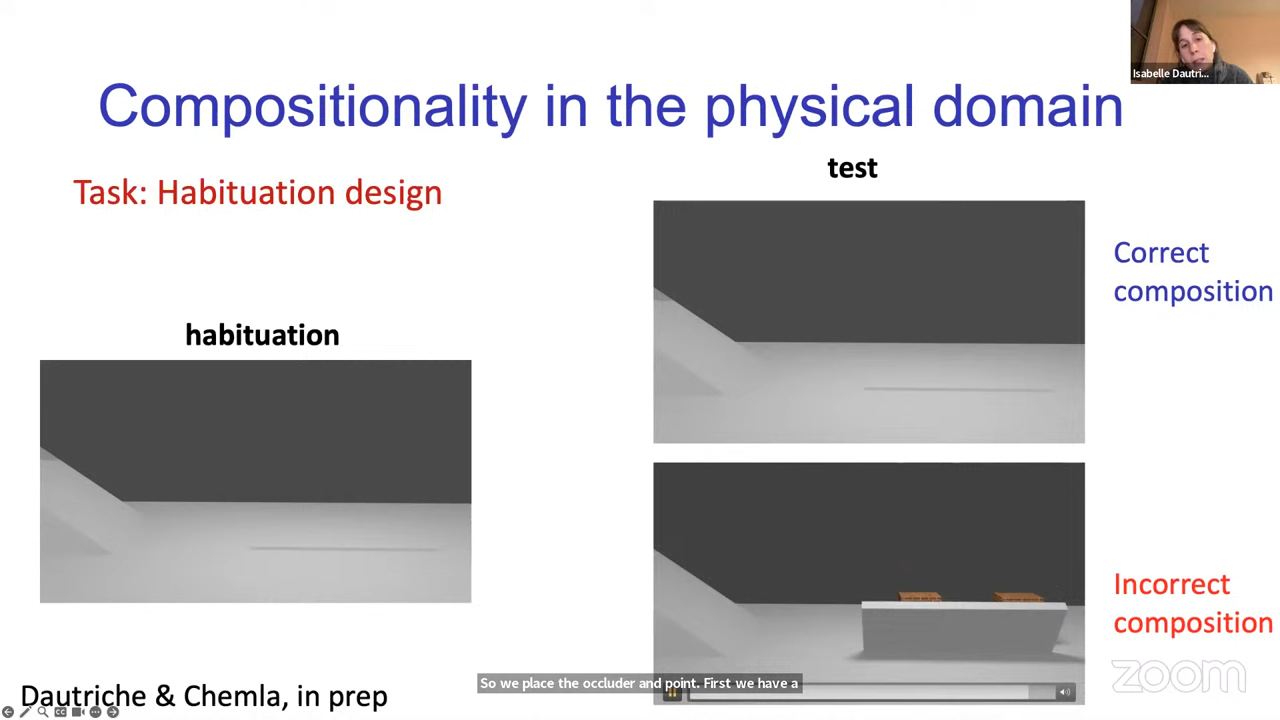 Isabelle Dautri...
Compositionality in the physical domain
Task: Habituation design
test
Correct
composition
habituation
Incorrect
composition
Dautriche & Chemla, in prep
So we place the occluder and point. First we have a
zoom